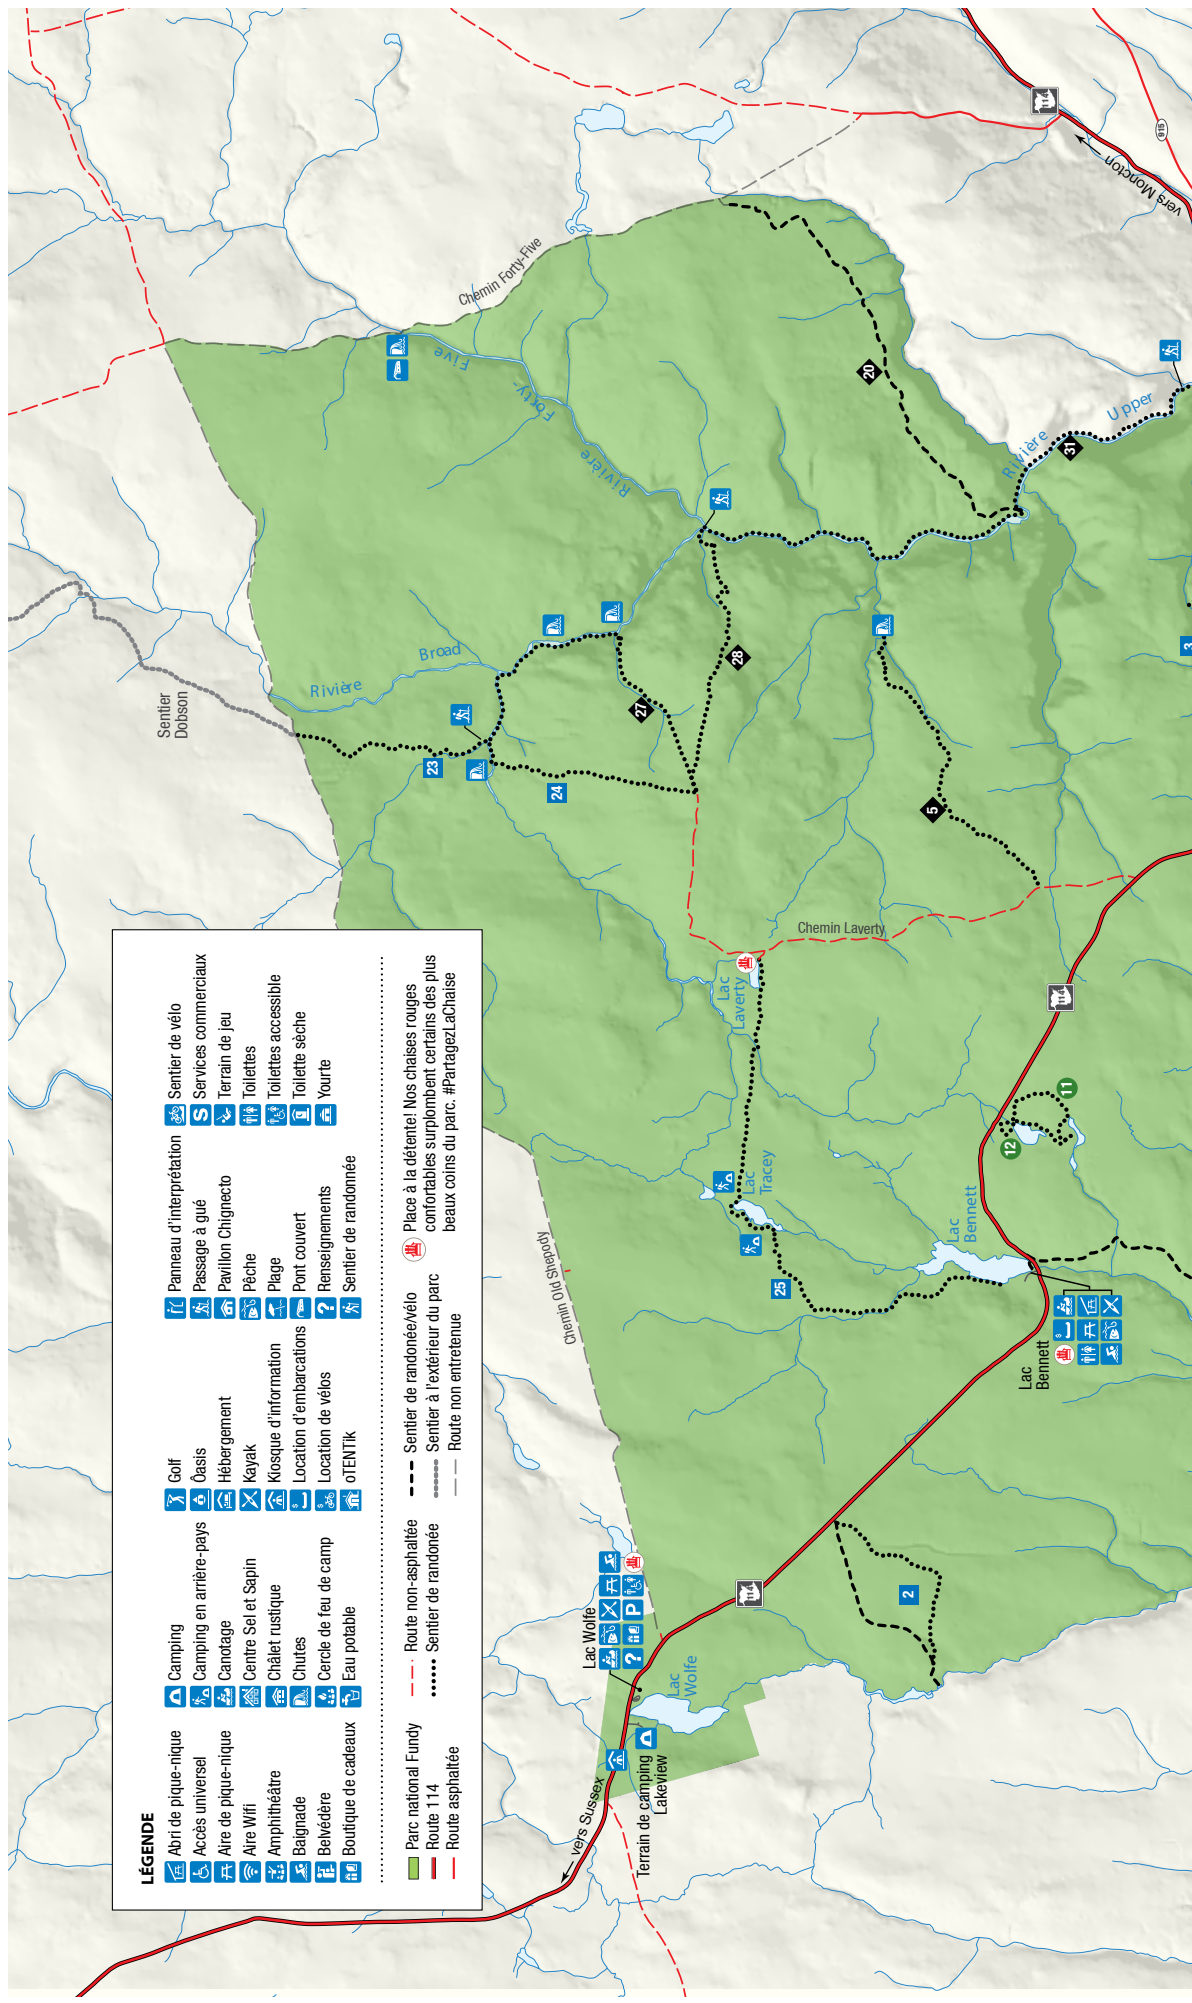 LÉGENDE
Abri de pique-nique
Accès universel
Aire de pique-nique
Aire Wifi
Amphithéâtre
Baignade
Belvédère
Boutique de cadeaux
Camping
Camping en arrière-pays
Canotage
Centre Sel et Sapin
Châlet rustique
Chutes
Cercle de feu de camp
Eau potable
Golf
Ôasis
Hébergement
Kayak
Kiosque d'information
Location d'embarcations
Location de vélos
oTENTik
Panneau d'interprétation
Passage à gué
Pavillon Chignecto
Pêche
Plage
Pont couvert
Renseignements
Sentier de randonnée
Sentier de vélo
Services commerciaux
Terrain de jeu
Toilettes
Toilettes accessible
Toilette sèche
Yourte
Parc national Fundy
Route 114
Route asphaltée
Route non-asphaltée
Sentier de randonée
Sentier de randonée/vélo
Sentier à l'extérieur du parc
Route non entretenue
Place à la détente! Nos chaises rouges
confortables surplombent certains des plus
beaux coins du parc. #PartagezLaChaise
Sentier
Dobson
Rivière Broad
Chemin Forty-Five
Rivière Forty-Five
Rivière Upper
vers Moncton
114
915
20
31
3
23
24
27
28
5
Chemin Laverty
Lac
Laverty
Lac
Tracey
25
Lac
Bennett
Lac
Bennett
114
11
12
Chemin Old Shepody
Lac Wolfe
P
?
Lac
Wolfe
114
2
Terrain de camping
Lakeview
vers Sussex